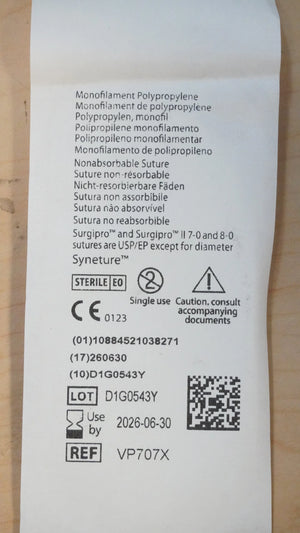 Monofilament Polypropylene
Monofilament de polypropylène
Polypropylen, monofil
Polipropilene monofilamento
Polipropileno monofilamentar
Monofilamento de polipropileno
Nonabsorbable Suture
Suture non-résorbable
Nicht-resorbierbare Fäden
Sutura non assorbibile
Sutura não absorvível
Sutura no reabsorbible
Surgipro™ and Surgipro™ II 7-0 and 8-0
sutures are USP/EP except for diameter
Syneture™
STERILE EO
2
Single use
Caution, consult
accompanying
documents
CE 0123
(01)10884521038271
(17)260630
(10)D1G0543Y
LOT D1G0543Y
Use
by 2026-06-30
REF VP707X